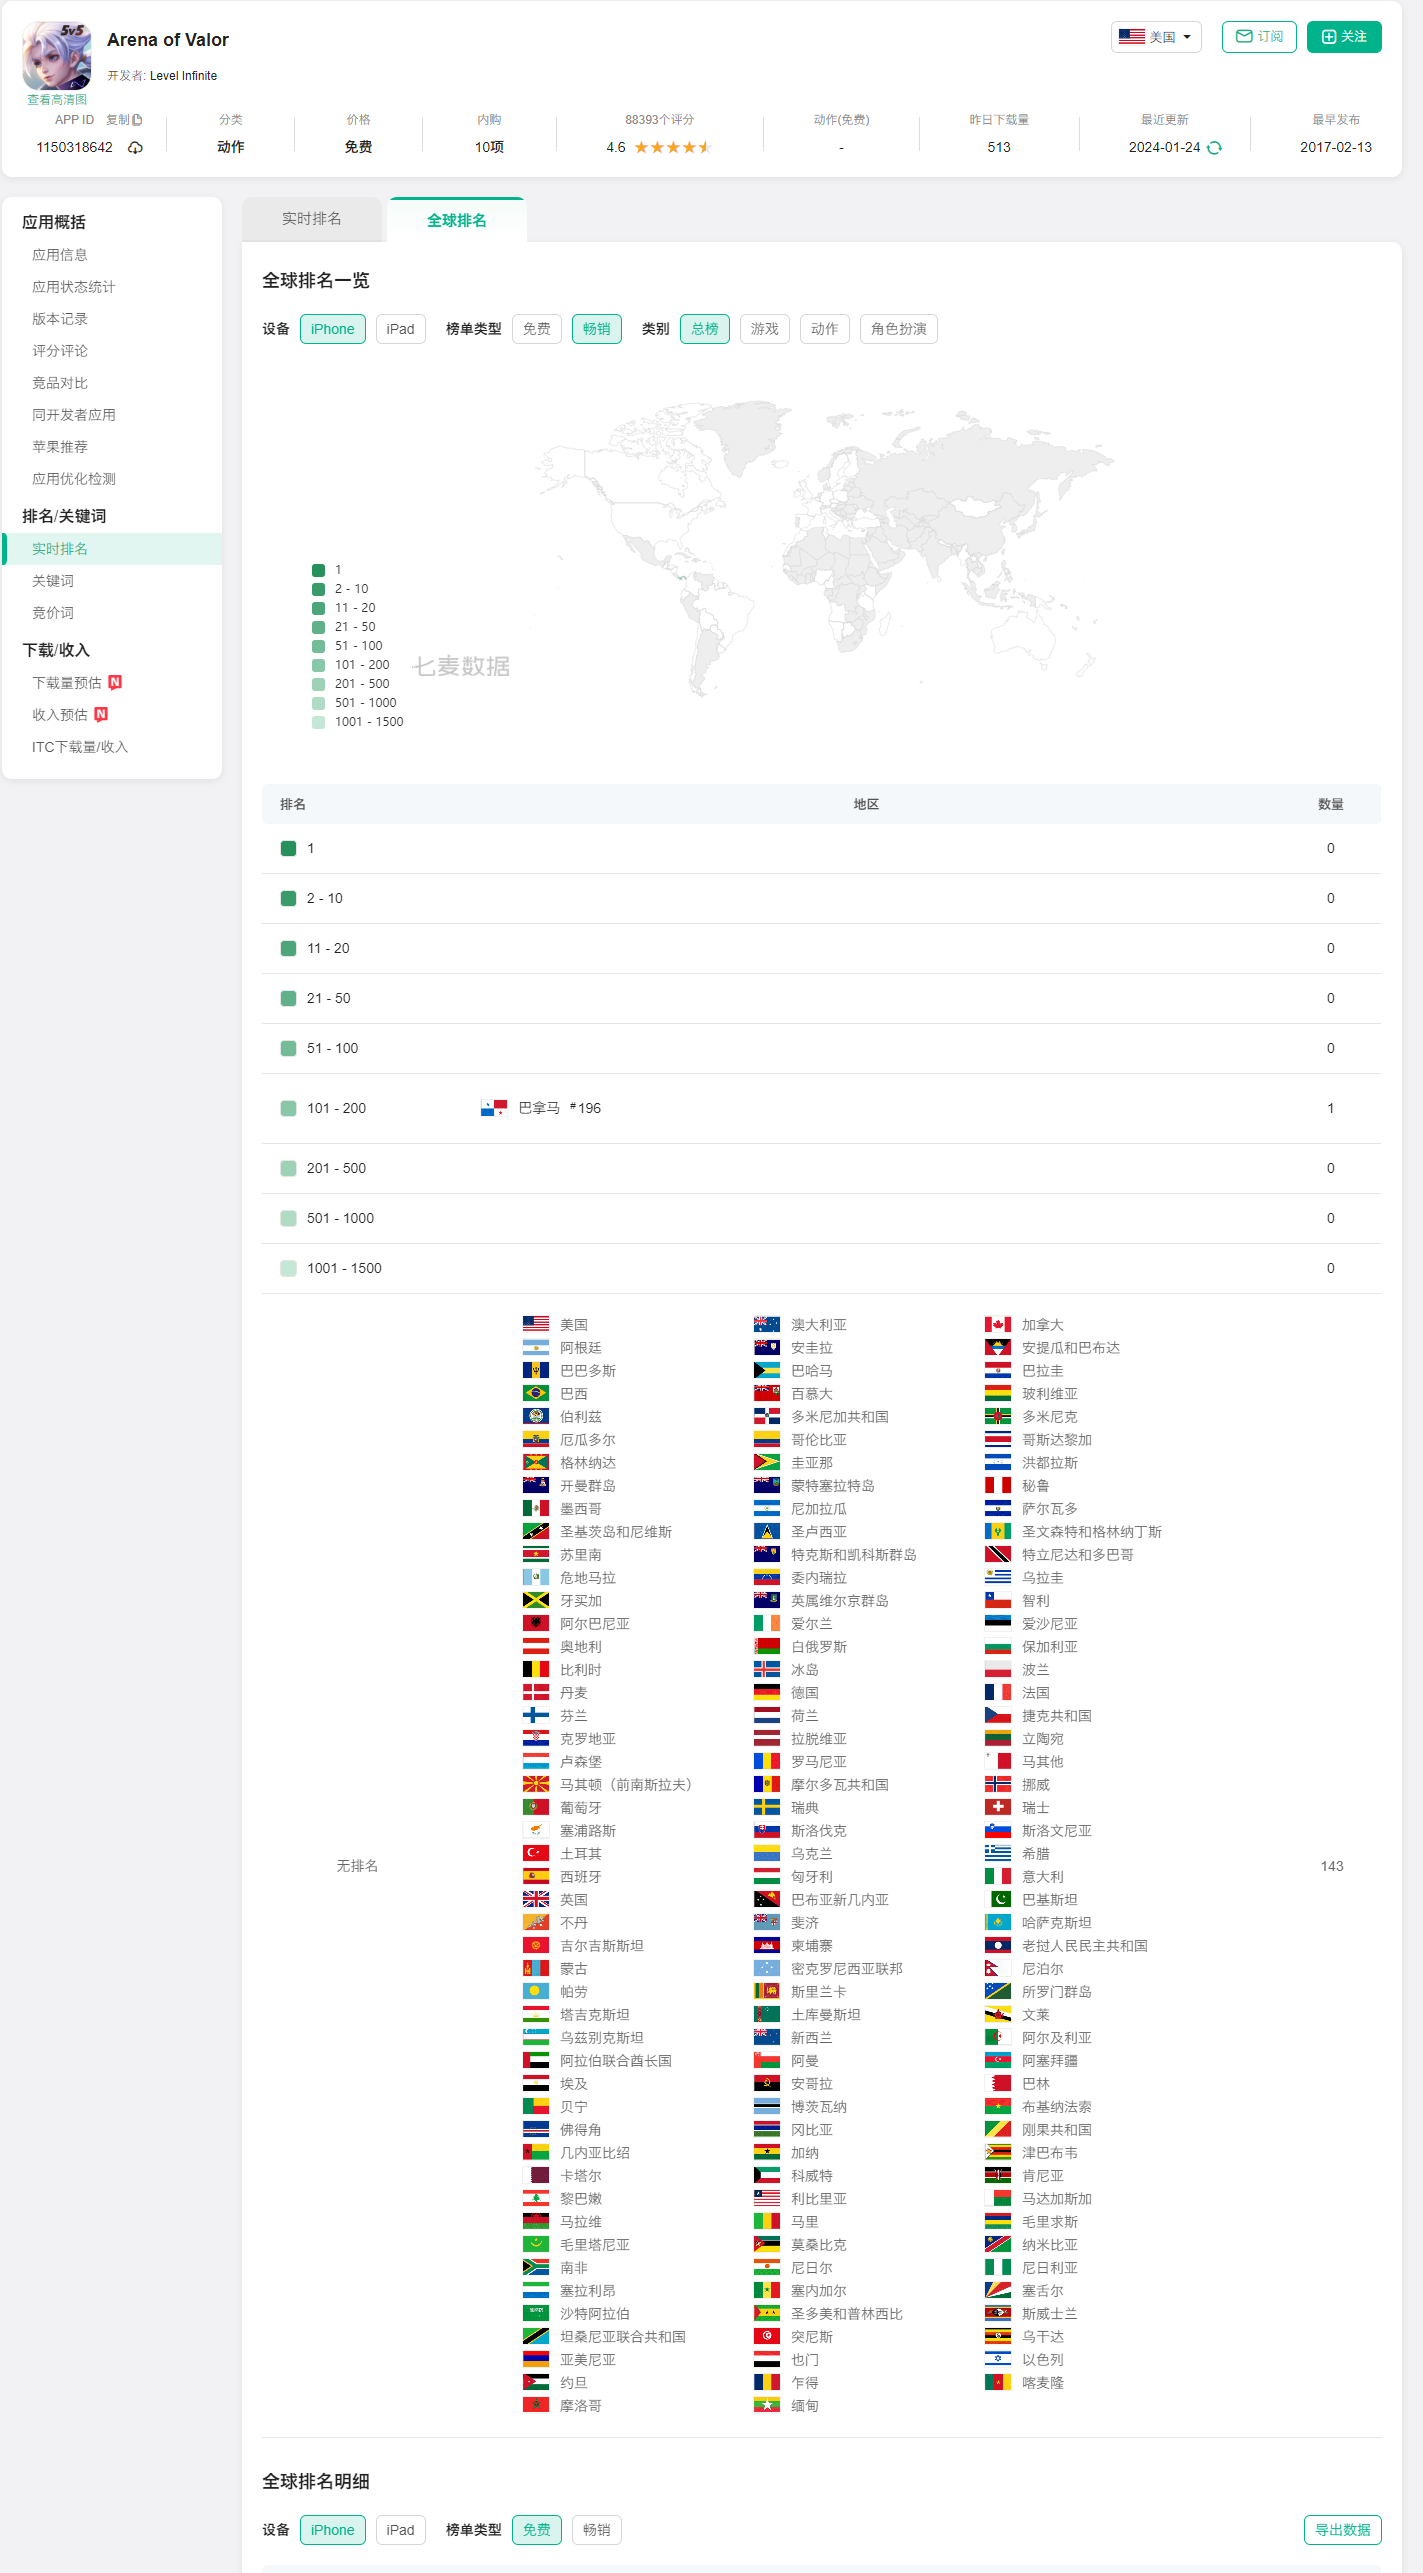 5v5
Arena of Valor
开发者: Level Infinite
美国
订阅
关注
查看高清图
APP ID 复制
分类
价格
内购
88393个评分
动作(免费)
昨日下载量
最近更新
最早发布
1150318642
动作
免费
10项
4.6
-
513
2024-01-24
2017-02-13
应用概括
应用信息
应用状态统计
版本记录
评分评论
竞品对比
同开发者应用
苹果推荐
应用优化检测
排名/关键词
实时排名
关键词
竞价词
下载/收入
下载量预估 N
收入预估 N
ITC下载量/收入
实时排名
全球排名
全球排名一览
设备 iPhone iPad 榜单类型 免费 畅销 类别 总榜 游戏 动作 角色扮演
1
2 - 10
11 - 20
21 - 50
51 - 100
101 - 200
201 - 500
501 - 1000
1001 - 1500
七麦数据
排名 地区 数量
1 0
2 - 10 0
11 - 20 0
21 - 50 0
51 - 100 0
101 - 200 巴拿马 #196 1
201 - 500 0
501 - 1000 0
1001 - 1500 0
美国 澳大利亚 加拿大
阿根廷 安圭拉 安提瓜和巴布达
巴巴多斯 巴哈马 巴拉圭
巴西 百慕大 玻利维亚
伯利兹 多米尼加共和国 多米尼克
厄瓜多尔 哥伦比亚 哥斯达黎加
格林纳达 圭亚那 洪都拉斯
开曼群岛 蒙特塞拉特岛 秘鲁
墨西哥 尼加拉瓜 萨尔瓦多
圣基茨岛和尼维斯 圣卢西亚 圣文森特和格林纳丁斯
苏里南 特克斯和凯科斯群岛 特立尼达和多巴哥
危地马拉 委内瑞拉 乌拉圭
牙买加 英属维尔京群岛 智利
阿尔巴尼亚 爱尔兰 爱沙尼亚
奥地利 白俄罗斯 保加利亚
比利时 冰岛 波兰
丹麦 德国 法国
芬兰 荷兰 捷克共和国
克罗地亚 拉脱维亚 立陶宛
卢森堡 罗马尼亚 马其他
马其顿（前南斯拉夫） 摩尔多瓦共和国 挪威
葡萄牙 瑞典 瑞士
塞浦路斯 斯洛伐克 斯洛文尼亚
土耳其 乌克兰 希腊
无排名 143
西班牙 匈牙利 意大利
英国 巴布亚新几内亚 巴基斯坦
不丹 斐济 哈萨克斯坦
吉尔吉斯斯坦 柬埔寨 老挝人民民主共和国
蒙古 密克罗尼西亚联邦 尼泊尔
帕劳 斯里兰卡 所罗门群岛
塔吉克斯坦 土库曼斯坦 文莱
乌兹别克斯坦 新西兰 阿尔及利亚
阿拉伯联合酋长国 阿曼 阿塞拜疆
埃及 安哥拉 巴林
贝宁 博茨瓦纳 布基纳法索
佛得角 冈比亚 刚果共和国
几内亚比绍 加纳 津巴布韦
卡塔尔 科威特 肯尼亚
黎巴嫩 利比里亚 马达加斯加
马拉维 马里 毛里求斯
毛里塔尼亚 莫桑比克 纳米比亚
南非 尼日尔 尼日利亚
塞拉利昂 塞内加尔 塞舌尔
沙特阿拉伯 圣多美和普林西比 斯威士兰
坦桑尼亚联合共和国 突尼斯 乌干达
亚美尼亚 也门 以色列
约旦 乍得 喀麦隆
摩洛哥 缅甸
全球排名明细
设备 iPhone iPad 榜单类型 免费 畅销 导出数据